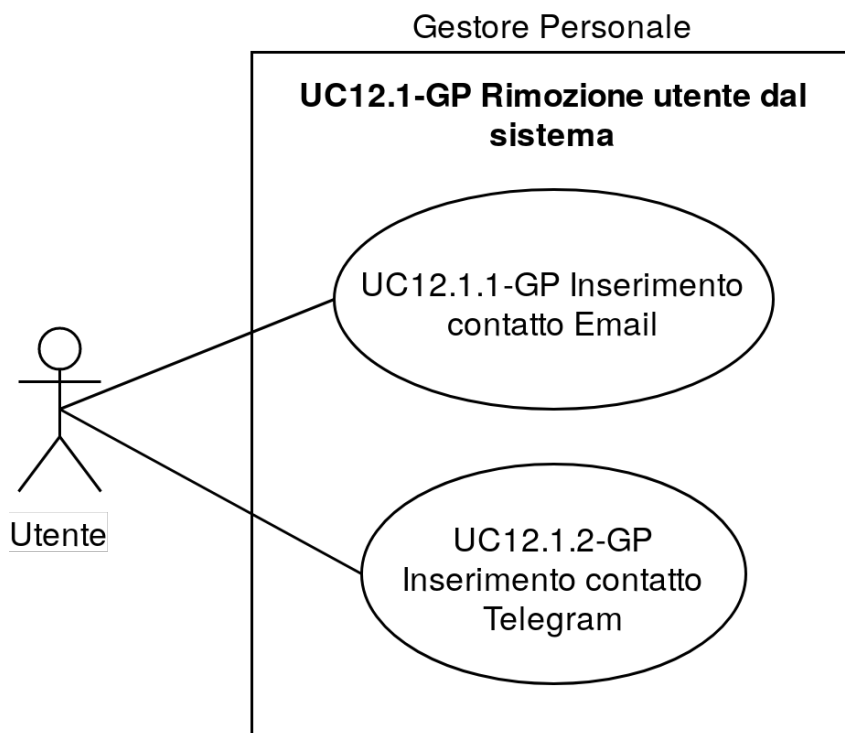 Gestore Personale
UC12.1-GP Rimozione utente dal
sistema
UC12.1.1-GP Inserimento
contatto Email
Utente
UC12.1.2-GP
Inserimento contatto
Telegram